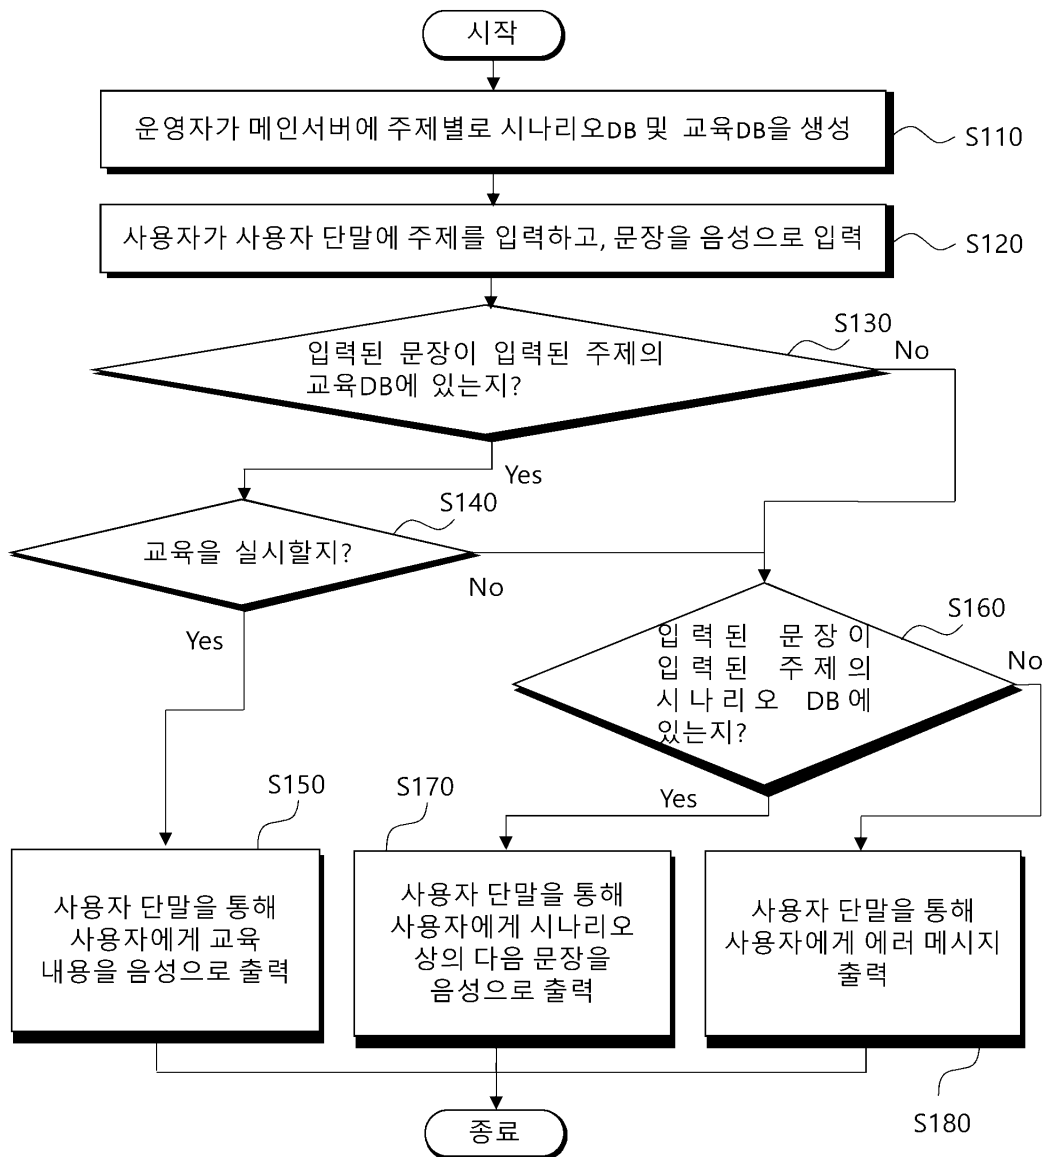 시작
운영자가 메인서버에 주제별로 시나리오DB 및 교육DB을 생성
S110
사용자가 사용자 단말에 주제를 입력하고, 문장을 음성으로 입력
S120
S130
입력된 문장이 입력된 주제의
교육DB에 있는지?
No
Yes
S140
교육을 실시할지?
No
Yes
S160
입력된 문장이
입력된 주제의
시나리오 DB에
있는지?
No
Yes
S150
사용자 단말을 통해
사용자에게 교육
내용을 음성으로 출력
S170
사용자 단말을 통해
사용자에게 시나리오
상의 다음 문장을
음성으로 출력
사용자 단말을 통해
사용자에게 에러 메시지
출력
S180
종료